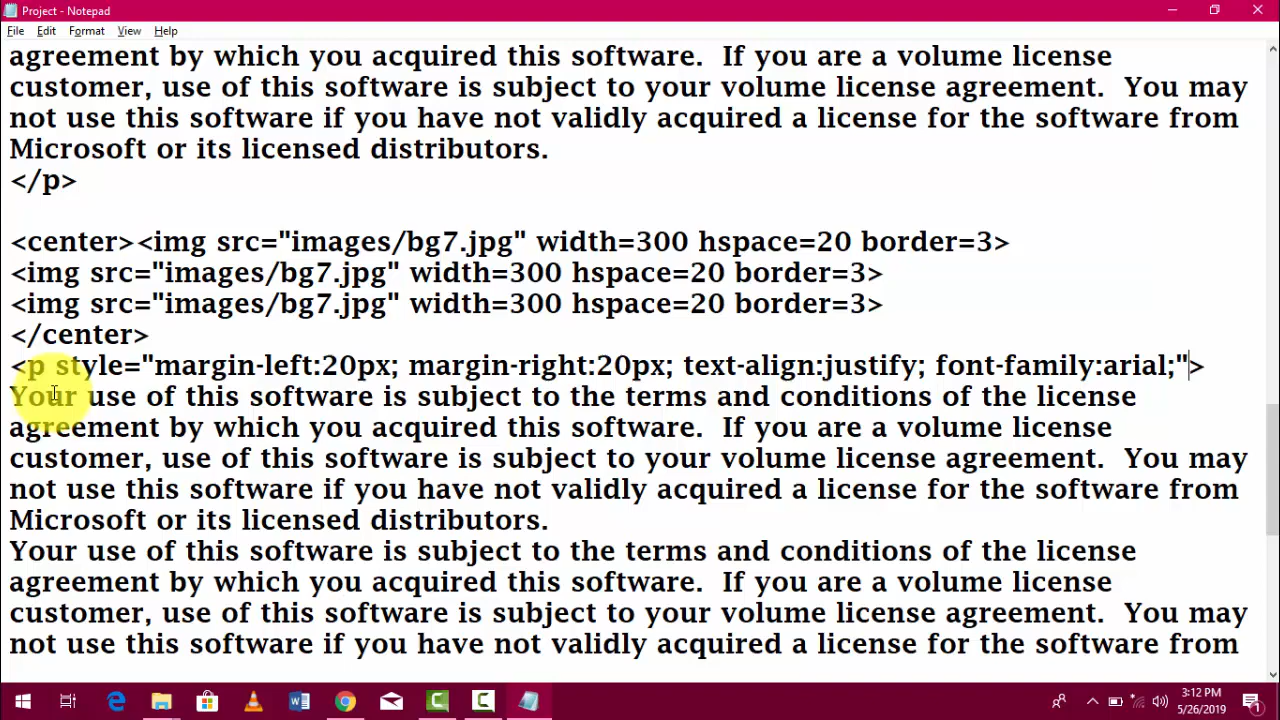 Project - Notepad
File Edit Format View Help
agreement by which you acquired this software.  If you are a volume license
customer, use of this software is subject to your volume license agreement.  You may
not use this software if you have not validly acquired a license for the software from
Microsoft or its licensed distributors.
</p>
<center><img src="images/bg7.jpg" width=300 hspace=20 border=3>
<img src="images/bg7.jpg" width=300 hspace=20 border=3>
<img src="images/bg7.jpg" width=300 hspace=20 border=3>
</center>
<p style="margin-left:20px; margin-right:20px; text-align:justify; font-family:arial;">
Your use of this software is subject to the terms and conditions of the license
agreement by which you acquired this software.  If you are a volume license
customer, use of this software is subject to your volume license agreement.  You may
not use this software if you have not validly acquired a license for the software from
Microsoft or its licensed distributors.
Your use of this software is subject to the terms and conditions of the license
agreement by which you acquired this software.  If you are a volume license
customer, use of this software is subject to your volume license agreement.  You may
not use this software if you have not validly acquired a license for the software from
3:12 PM
5/26/2019
1